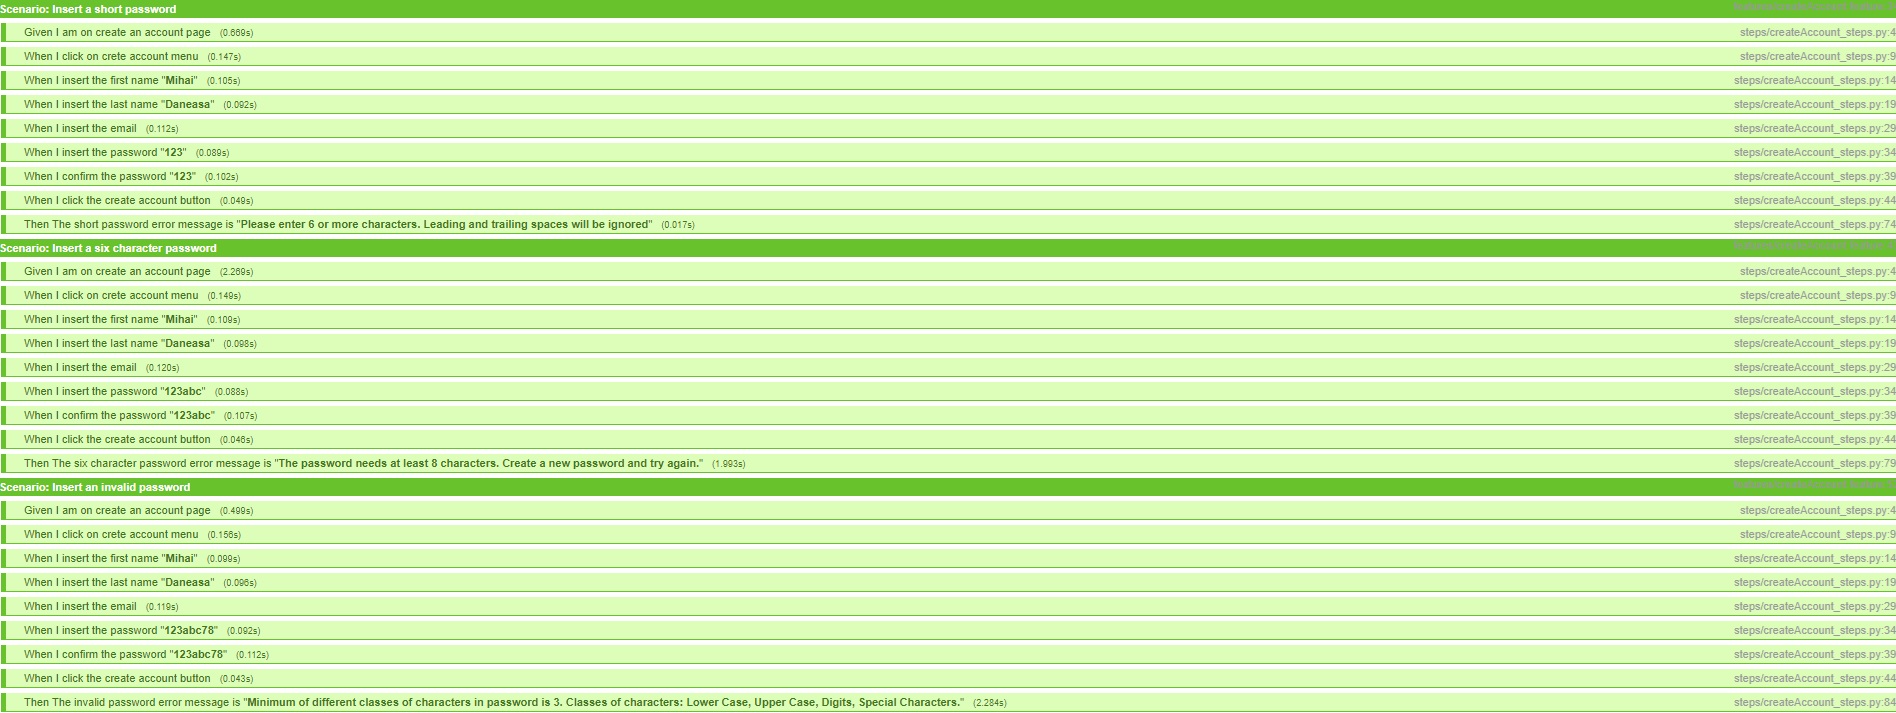 Scenario: Insert a short password
Given I am on create an account page (0.669s) steps/createAccount_steps.py:4
When I click on crete account menu (0.147s) steps/createAccount_steps.py:9
When I insert the first name "Mihai" (0.105s) steps/createAccount_steps.py:14
When I insert the last name "Daneasa" (0.092s) steps/createAccount_steps.py:19
When I insert the email (0.112s) steps/createAccount_steps.py:29
When I insert the password "123" (0.089s) steps/createAccount_steps.py:34
When I confirm the password "123" (0.102s) steps/createAccount_steps.py:39
When I click the create account button (0.049s) steps/createAccount_steps.py:44
Then The short password error message is "Please enter 6 or more characters. Leading and trailing spaces will be ignored" (0.017s) steps/createAccount_steps.py:74
Scenario: Insert a six character password
Given I am on create an account page (2.269s) steps/createAccount_steps.py:4
When I click on crete account menu (0.149s) steps/createAccount_steps.py:9
When I insert the first name "Mihai" (0.109s) steps/createAccount_steps.py:14
When I insert the last name "Daneasa" (0.098s) steps/createAccount_steps.py:19
When I insert the email (0.120s) steps/createAccount_steps.py:29
When I insert the password "123abc" (0.088s) steps/createAccount_steps.py:34
When I confirm the password "123abc" (0.107s) steps/createAccount_steps.py:39
When I click the create account button (0.046s) steps/createAccount_steps.py:44
Then The six character password error message is "The password needs at least 8 characters. Create a new password and try again." (1.993s) steps/createAccount_steps.py:79
Scenario: Insert an invalid password
Given I am on create an account page (0.499s) steps/createAccount_steps.py:4
When I click on crete account menu (0.156s) steps/createAccount_steps.py:9
When I insert the first name "Mihai" (0.099s) steps/createAccount_steps.py:14
When I insert the last name "Daneasa" (0.096s) steps/createAccount_steps.py:19
When I insert the email (0.119s) steps/createAccount_steps.py:29
When I insert the password "123abc78" (0.092s) steps/createAccount_steps.py:34
When I confirm the password "123abc78" (0.112s) steps/createAccount_steps.py:39
When I click the create account button (0.043s) steps/createAccount_steps.py:44
Then The invalid password error message is "Minimum of different classes of characters in password is 3. Classes of characters: Lower Case, Upper Case, Digits, Special Characters." (2.284s) steps/createAccount_steps.py:84